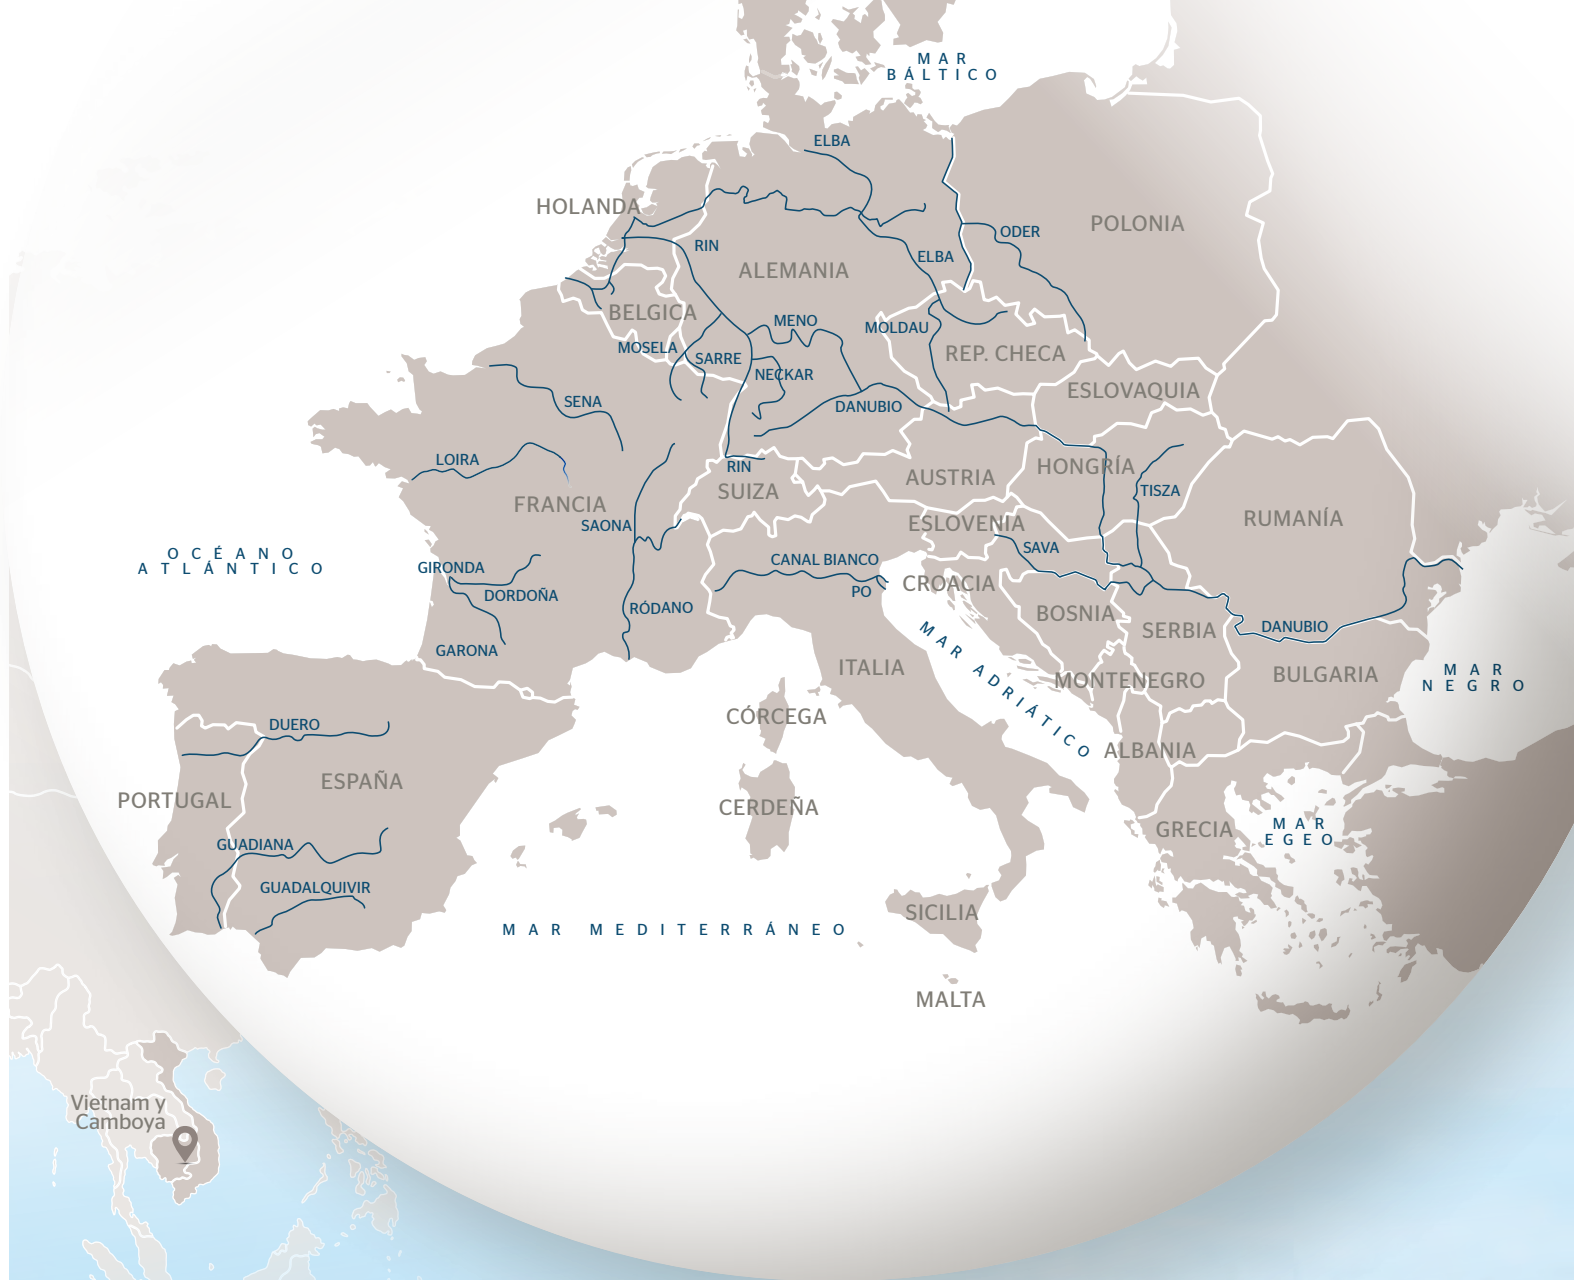 MAR
BÁLTICO
ELBA
HOLANDA
POLONIA
ODER
RIN
ELBA
ALEMANIA
BELGICA
MENO
MOLDAU
MOSELA
SARRE
REP. CHECA
NECKAR
ESLOVAQUIA
SENA
DANUBIO
LOIRA
RIN
HONGRÍA
SUIZA
AUSTRIA
TISZA
FRANCIA
SAONA
ESLOVENIA
RUMANÍA
SAVA
OCÉANO
ATLÁNTICO
GIRONDA
CANAL BIANCO
CROACIA
PO
DORDOÑA
RÓDANO
BOSNIA
SERBIA
DANUBIO
GARONA
MAR ADRIÁTICO
ITALIA
MONTENEGRO
BULGARIA
MAR
NEGRO
CÓRCEGA
DUERO
ALBANIA
ESPAÑA
PORTUGAL
CERDEÑA
GRECIA
MAR
EGEO
GUADIANA
GUADALQUIVIR
SICILIA
MAR MEDITERRÁNEO
MALTA
Vietnam y
Camboya